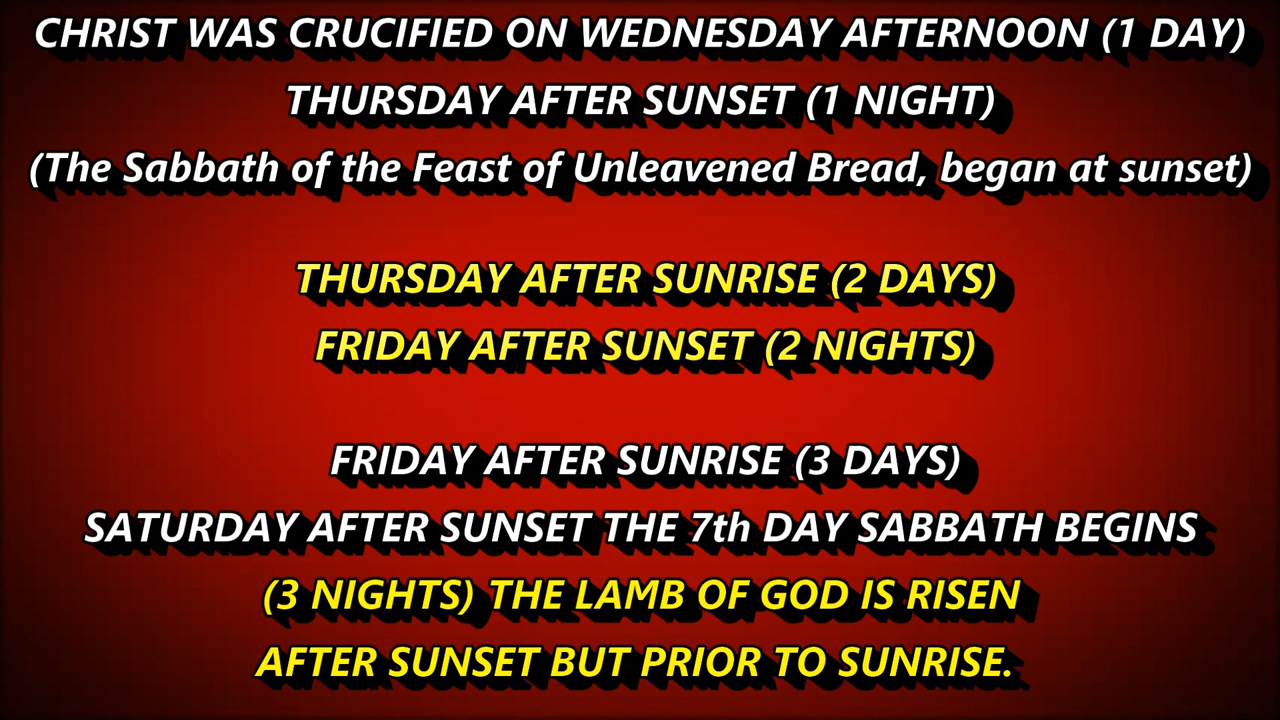 CHRIST WAS CRUCIFIED ON WEDNESDAY AFTERNOON (1 DAY)
THURSDAY AFTER SUNSET (1 NIGHT)
(The Sabbath of the Feast of Unleavened Bread, began at sunset)
THURSDAY AFTER SUNRISE (2 DAYS)
FRIDAY AFTER SUNSET (2 NIGHTS)
FRIDAY AFTER SUNRISE (3 DAYS)
SATURDAY AFTER SUNSET THE 7th DAY SABBATH BEGINS
(3 NIGHTS) THE LAMB OF GOD IS RISEN
AFTER SUNSET BUT PRIOR TO SUNRISE.